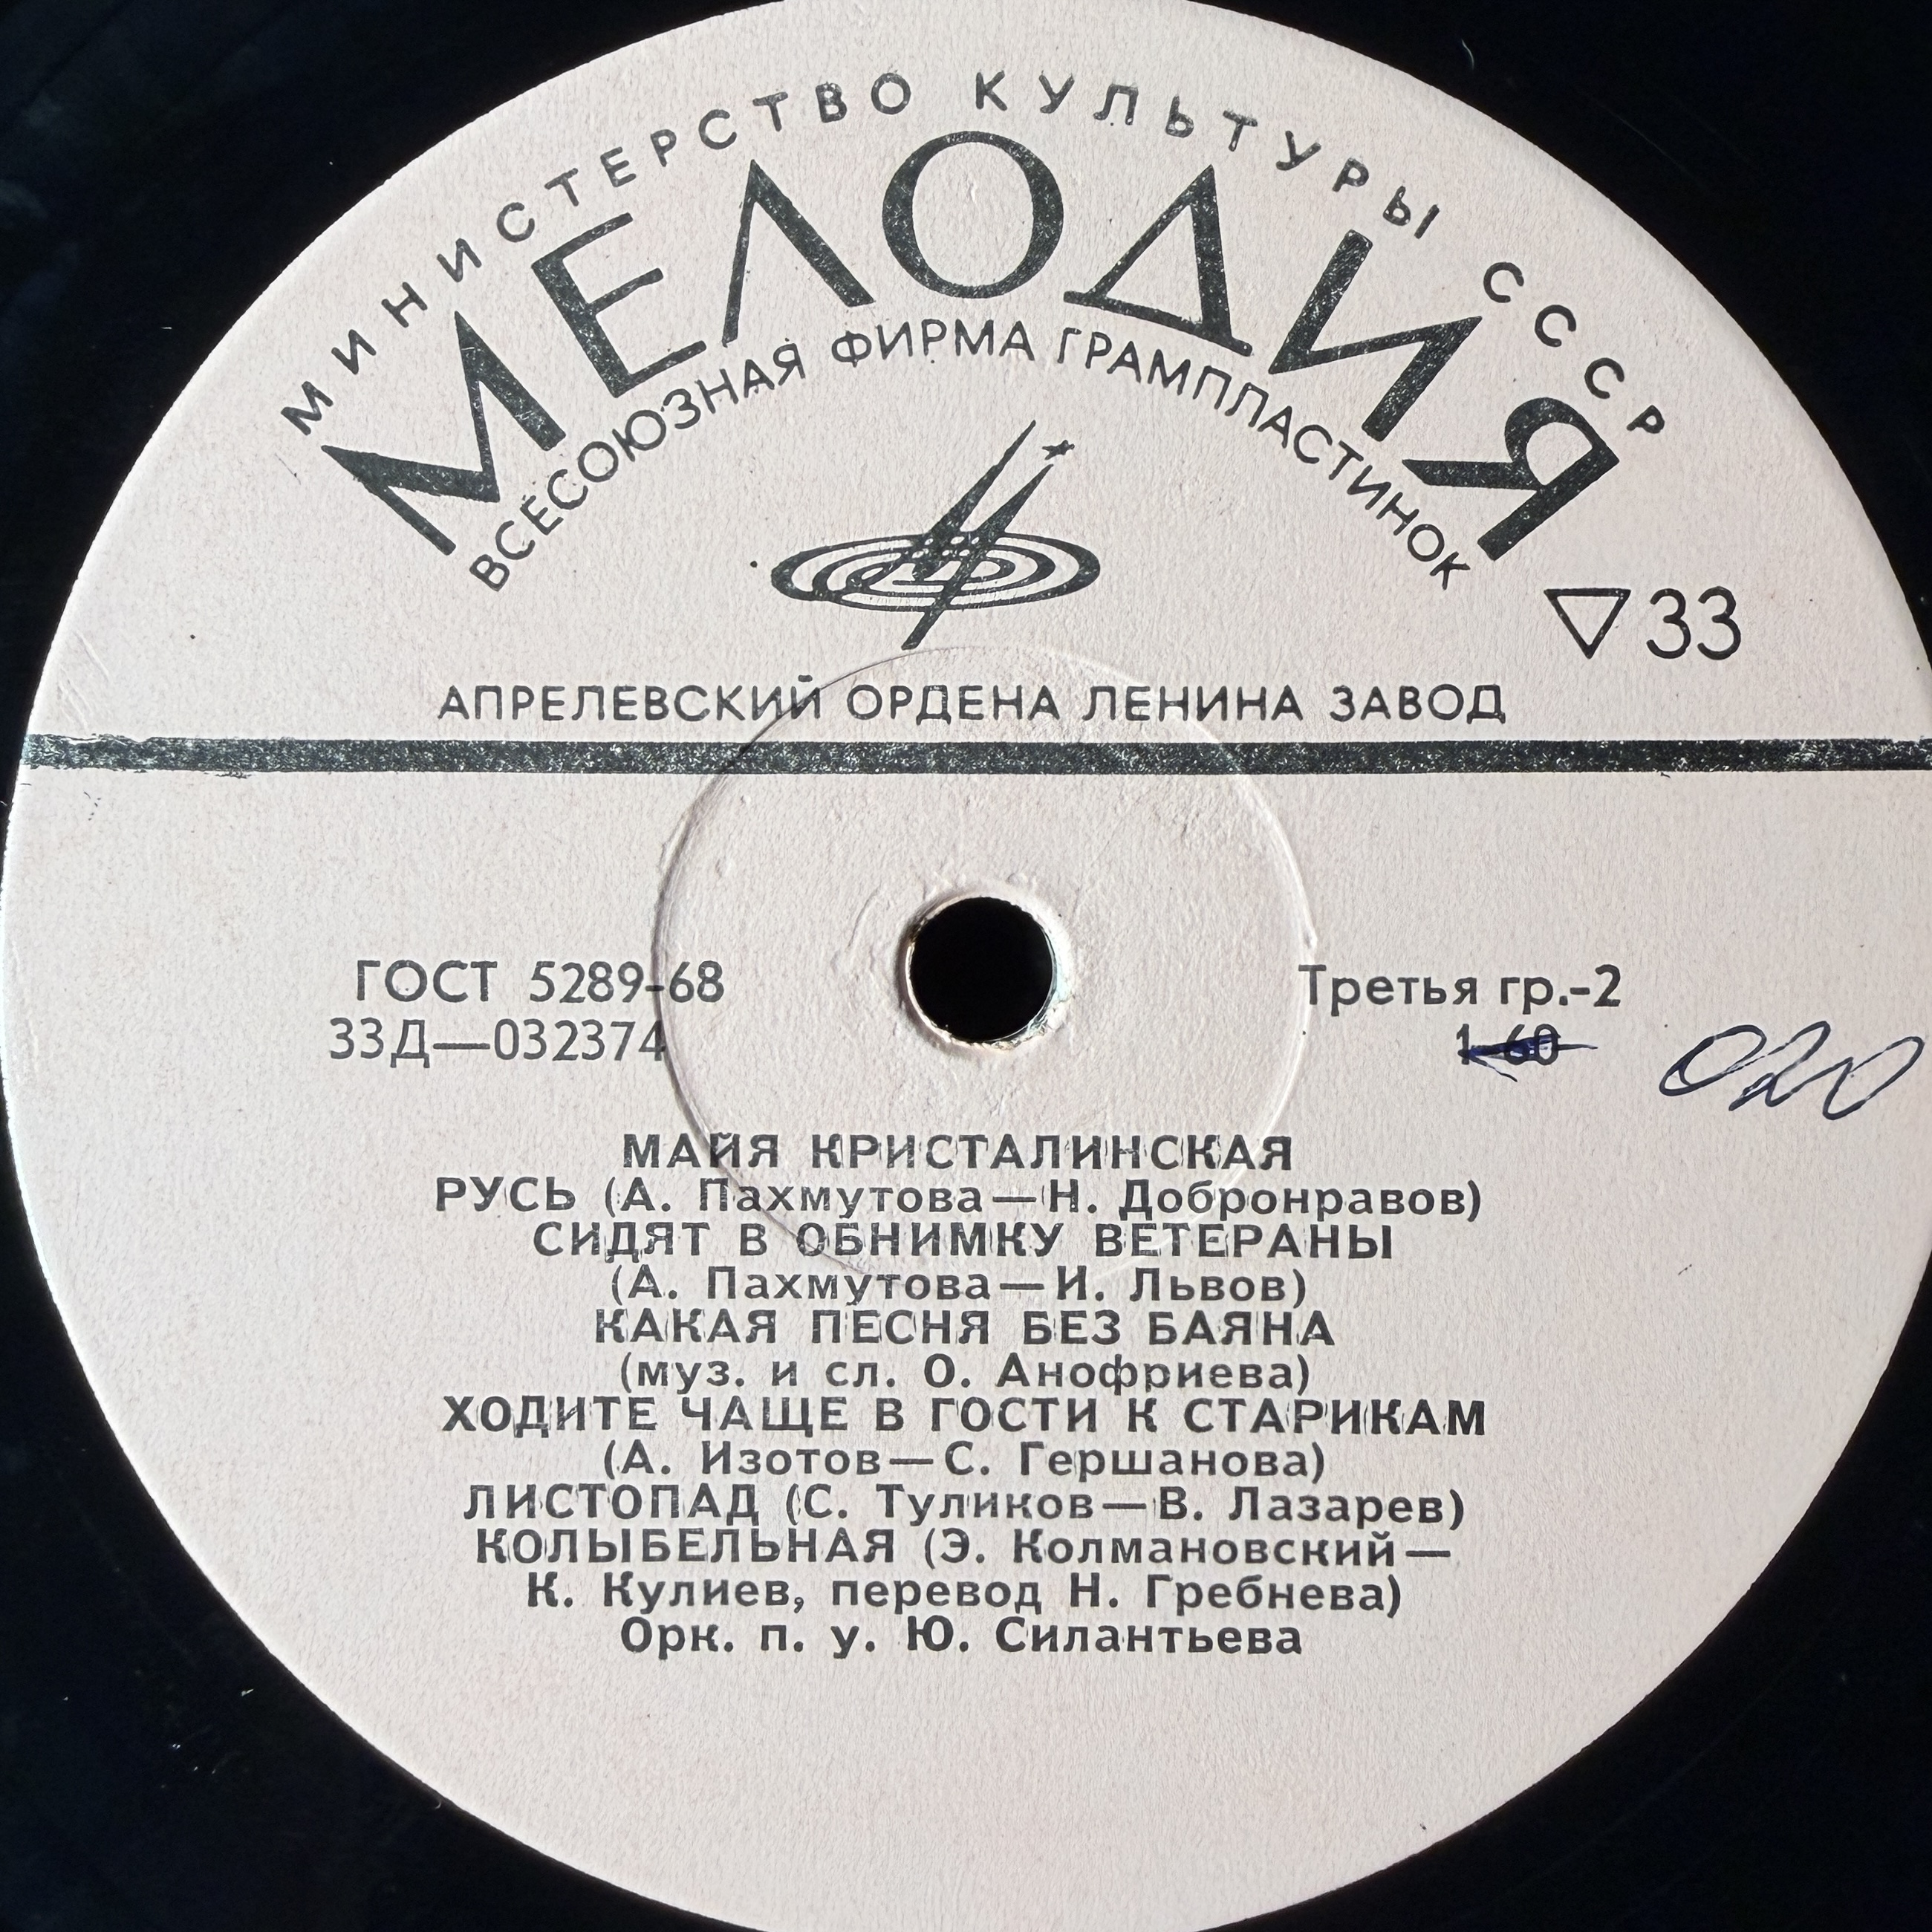 МИНИСТЕРСТВО КУЛЬТУРЫ СССР
МЕЛОДИЯ
ВСЕСОЮЗНАЯ ФИРМА ГРАМПЛАСТИНОК
33
АПРЕЛЕВСКИЙ ОРДЕНА ЛЕНИНА ЗАВОД
ГОСТ 5289-68
33Д—032374
Третья гр.-2
1-60
МАЙЯ КРИСТАЛИНСКАЯ
РУСЬ (А. Пахмутова—Н. Добронравов)
СИДЯТ В ОБНИМКУ ВЕТЕРАНЫ
(А. Пахмутова—И. Львов)
КАКАЯ ПЕСНЯ БЕЗ БАЯНА
(муз. и сл. О. Анофриева)
ХОДИТЕ ЧАЩЕ В ГОСТИ К СТАРИКАМ
(А. Изотов—С. Гершанова)
ЛИСТОПАД (С. Туликов—В. Лазарев)
КОЛЫБЕЛЬНАЯ (Э. Колмановский—
К. Кулиев, перевод Н. Гребнева)
Орк. п. у. Ю. Силантьева